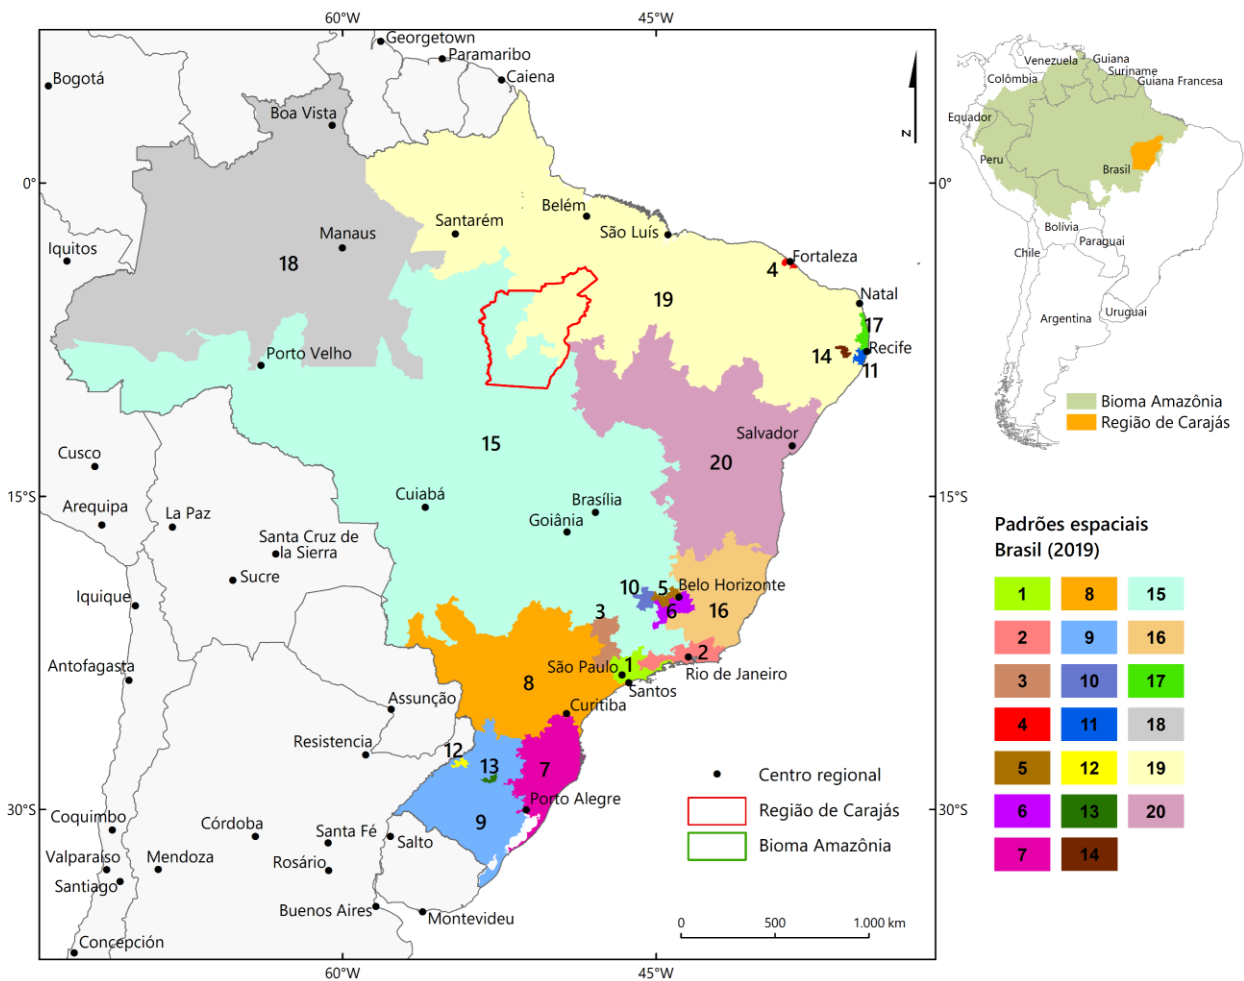 60°W
45°W
Georgetown
Paramaribo
Caiena
Bogotá
Boa Vista
N
0°
0°
Belém
Santarém
São Luís
Manaus
Iquitos
18
Fortaleza
4
19
Natal
17
Recife
14
11
Porto Velho
Salvador
15
20
Cusco
Cuiabá
Brasília
15°S
15°S
Arequipa
La Paz
Goiânia
Santa Cruz de
la Sierra
Sucre
Iquique
10
5
Belo Horizonte
3
6
16
Antofagasta
São Paulo
1
2
Rio de Janeiro
Santos
8
Assunção
Curitiba
Resistencia
12
13
7
Porto Alegre
30°S
30°S
Coquimbo
Córdoba
Santa Fé
Salto
9
Valparaíso
Mendoza
Rosário
Santiago
Buenos Aires
Montevideu
Concepción
60°W
45°W
Centro regional
Região de Carajás
Bioma Amazônia
0
500
1.000 km
Venezuela
Guiana
Suriname
Guiana Francesa
Colômbia
Equador
Peru
Brasil
Bolívia
Paraguai
Chile
Argentina
Uruguai
Bioma Amazônia
Região de Carajás
Padrões espaciais
Brasil (2019)
1
8
15
2
9
16
3
10
17
4
11
18
5
12
19
6
13
20
7
14